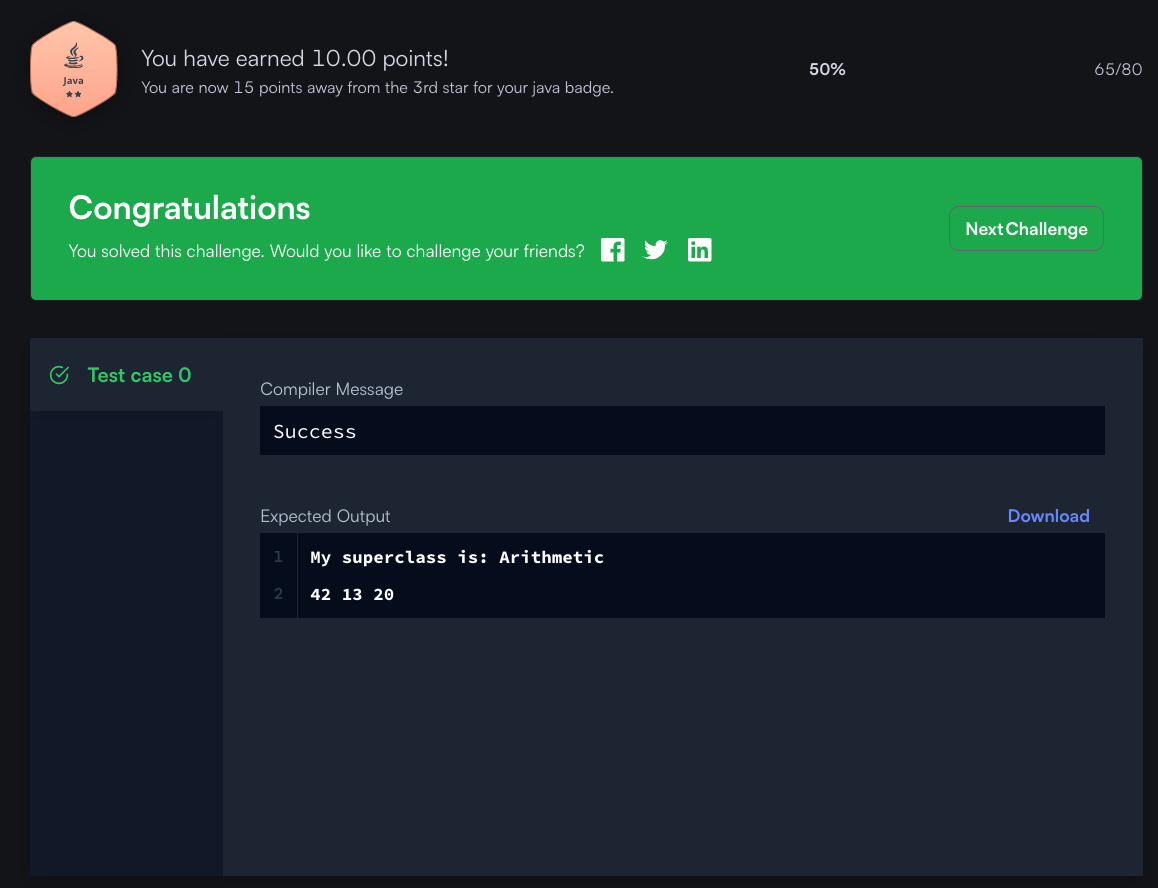 You have earned 10.00 points!
Java
You are now 15 points away from the 3rd star for your java badge.
50%
65/80
Congratulations
You solved this challenge. Would you like to challenge your friends?
Next Challenge
Test case 0
Compiler Message
Success
Expected Output
Download
1 My superclass is: Arithmetic
2 42 13 20